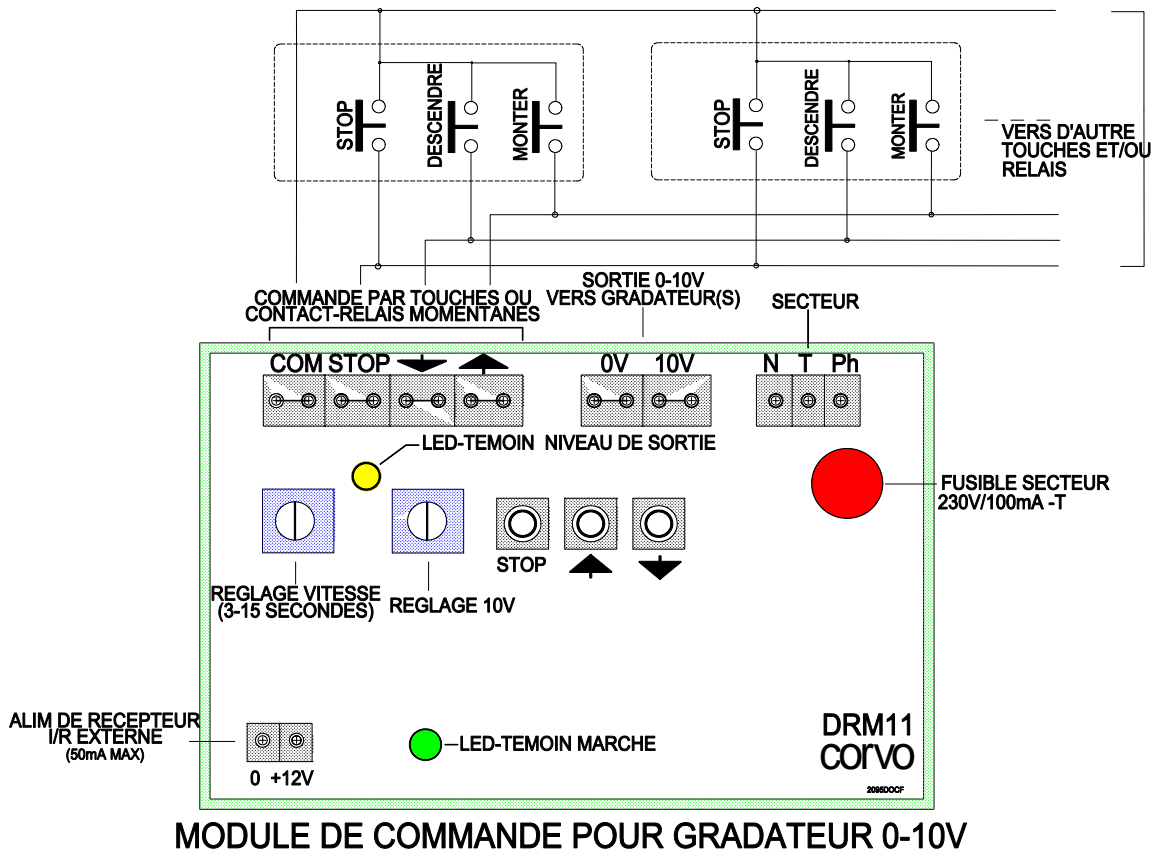 STOP
DESCENDRE
MONTER
STOP
DESCENDRE
MONTER
VERS D'AUTRE
TOUCHES ET/OU
RELAIS
COMMANDE PAR TOUCHES OU
CONTACT-RELAIS MOMENTANES
SORTIE 0-10V
VERS GRADATEUR(S)
SECTEUR
COM STOP
0V 10V
N T Ph
LED-TEMOIN NIVEAU DE SORTIE
FUSIBLE SECTEUR
230V/100mA -T
STOP
REGLAGE VITESSE
(3-15 SECONDES)
REGLAGE 10V
ALIM DE RECEPTEUR
I/R EXTERNE
(50mA MAX)
0 +12V
LED-TEMOIN MARCHE
DRM11
corvo
2095DOCF
MODULE DE COMMANDE POUR GRADATEUR 0-10V